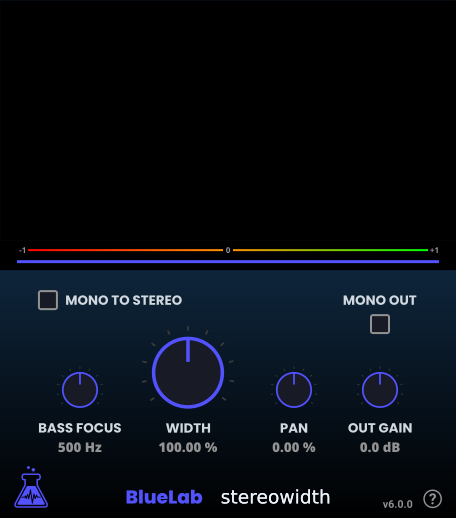 -1 0 +1
MONO TO STEREO
MONO OUT
BASS FOCUS WIDTH PAN OUT GAIN
500 Hz 100.00 % 0.00 % 0.0 dB
BlueLab stereowidth v6.0.0 ?